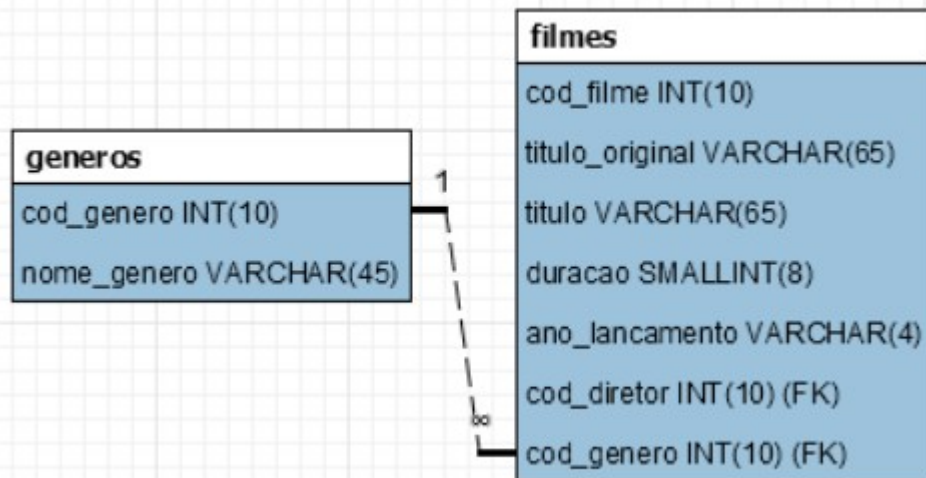 generos
cod_genero INT(10)
nome_genero VARCHAR(45)
1
∞
filmes
cod_filme INT(10)
titulo_original VARCHAR(65)
titulo VARCHAR(65)
duracao SMALLINT(8)
ano_lancamento VARCHAR(4)
cod_diretor INT(10) (FK)
cod_genero INT(10) (FK)